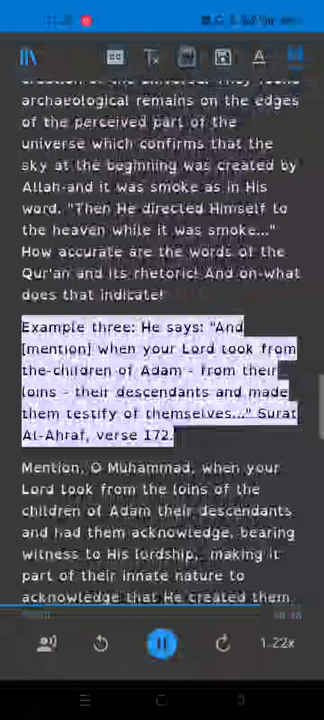 archaeological remains on the edges
of the perceived part of the
universe which confirms that the
sky at the beginning was created by
Allah-and it was smoke as in His
word, "Then He directed Himself to
the heaven while it was smoke..."
How accurate are the words of the
Qur'an and its rhetoric! And on-what
does that indicate!
Example three: He says: "And
[mention] when your Lord took from
the-children of Adam - from their
loins - their descendants and made
them testify of themselves..." Surat
Al-Ahraf, verse 172.
Mention, O Muhammad, when your
Lord took from the loins of the
children of Adam their descendants
and had them acknowledge, bearing
witness to His lordship, making it
part of their innate nature to
acknowledge that He created them,
1.22x